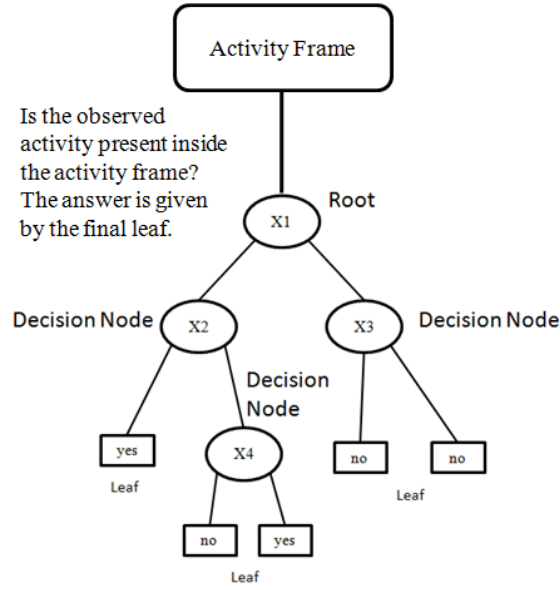 Activity Frame
Is the observed
activity present inside
the activity frame?
The answer is given
by the final leaf.
Root
X1
Decision Node
X2
X3
Decision Node
Decision
Node
yes
Leaf
X4
no
no
Leaf
no
yes
Leaf